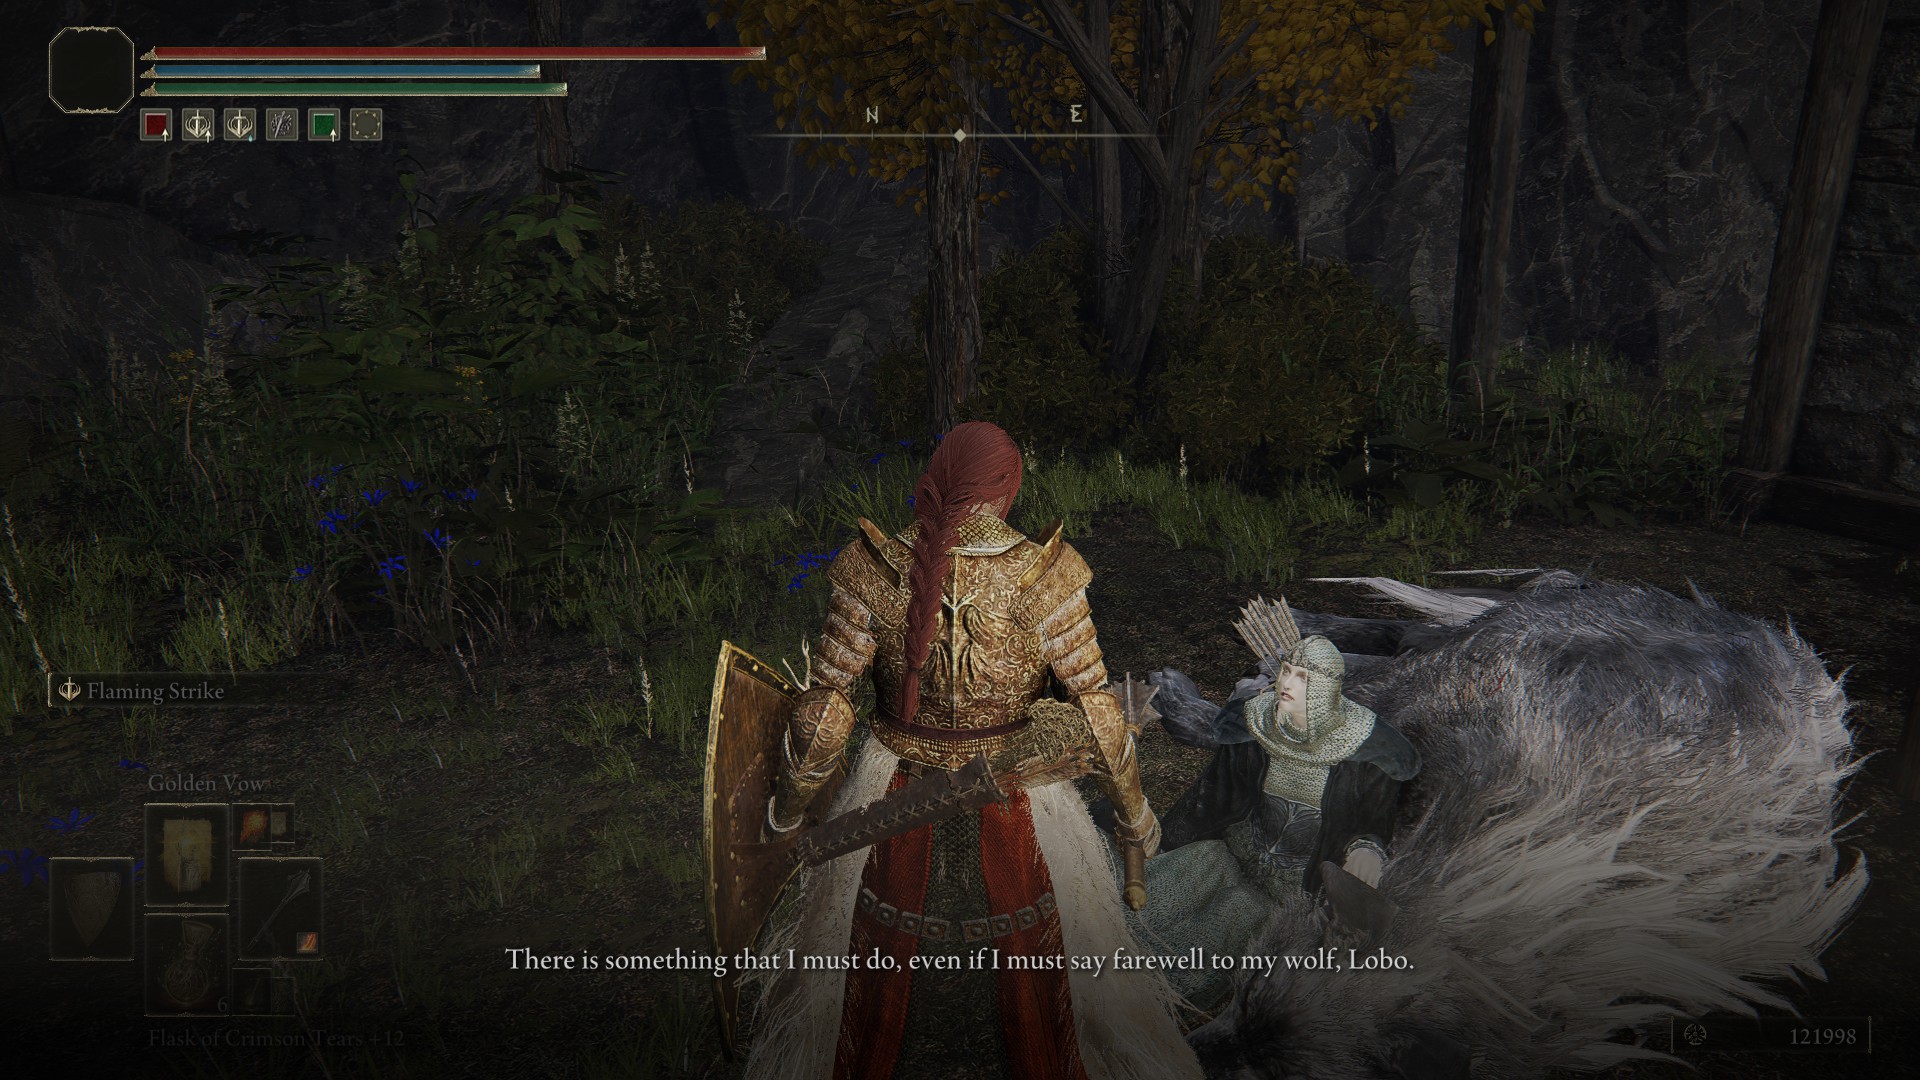 N
E
Flaming Strike
Golden Vow
6
There is something that I must do, even if I must say farewell to my wolf, Lobo.
Flask of Crimson Tears +12
121998